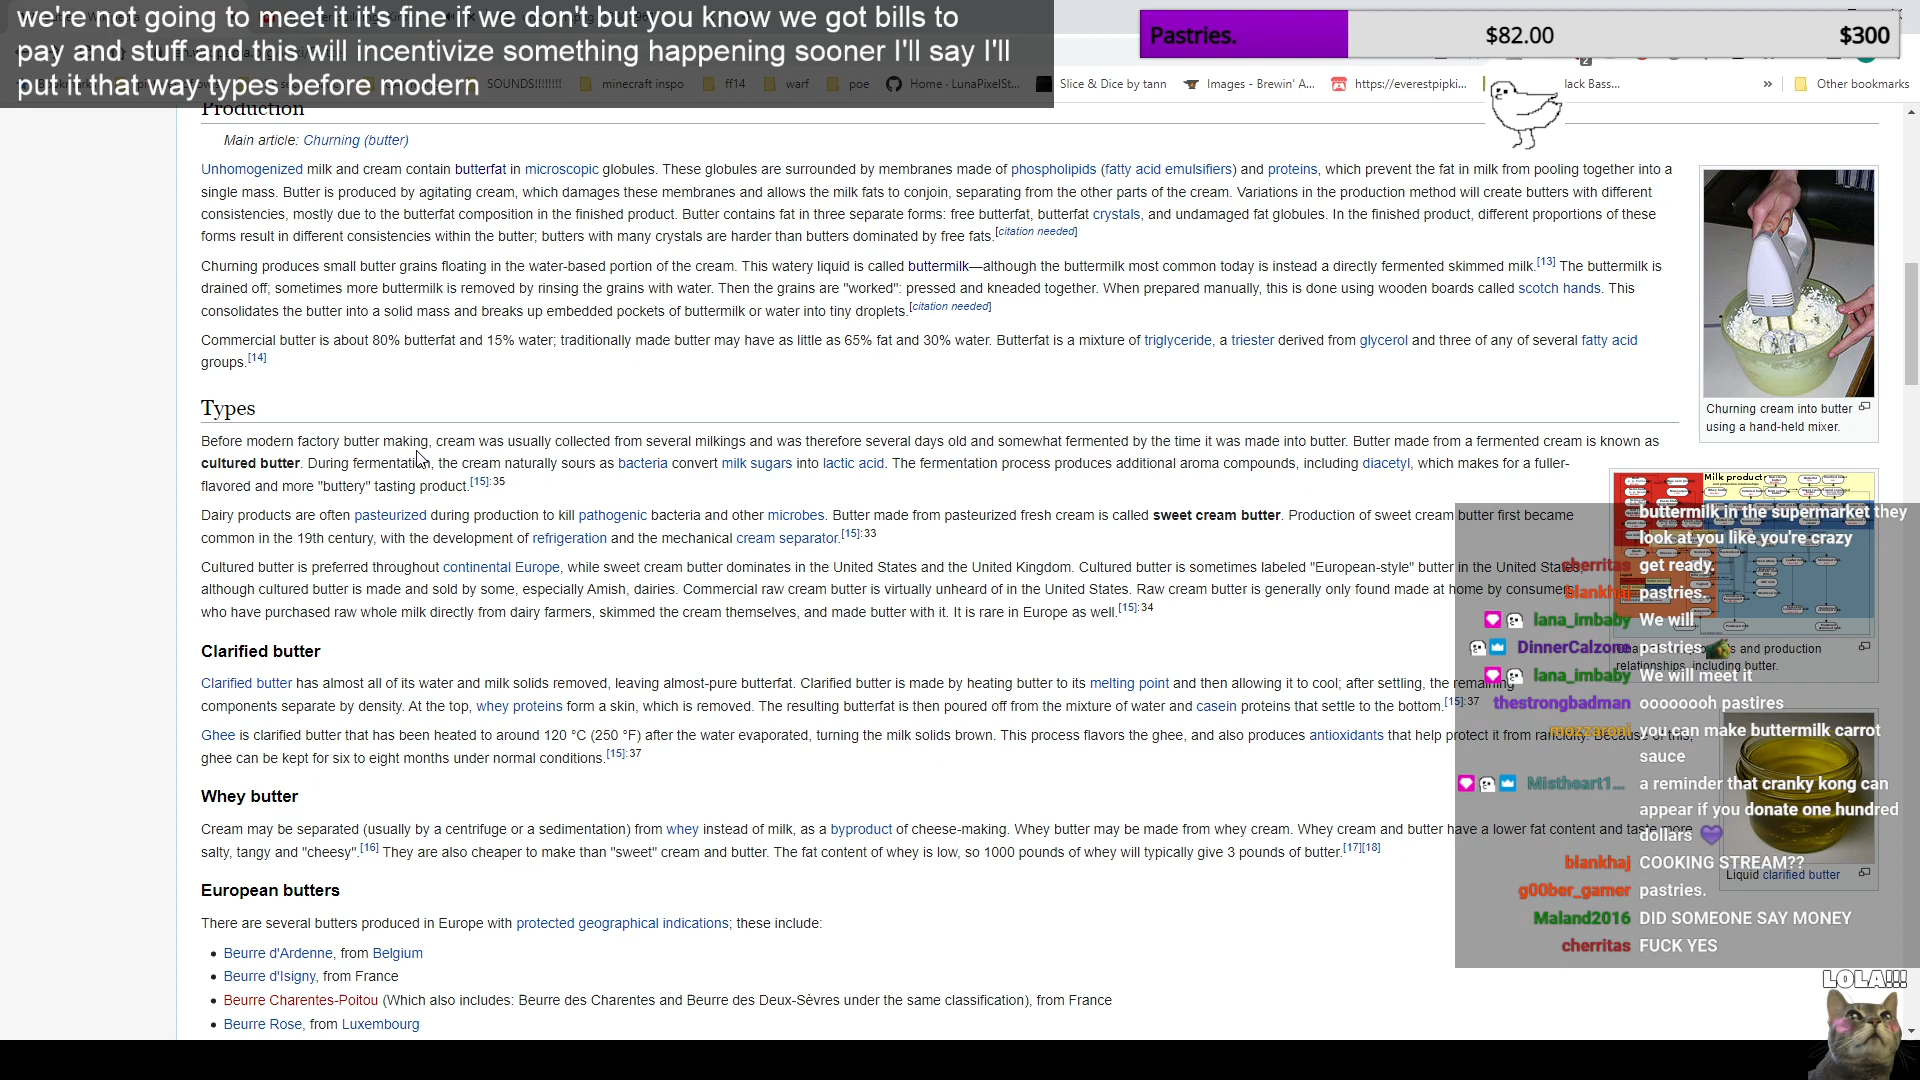 we're not going to meet it it's fine if we don't but you know we got bills to
pay and stuff and this will incentivize something happening sooner I'll say I'll
put it that way types before modern
Pastries. $82.00 $300
SOUNDS!!!!!!!! minecraft inspo ff14 warf poe Home - LunaPixelSt... Slice & Dice by tann Images - Brewin' A... https://everestpipki... lack Bass... » Other bookmarks
Production
Main article: Churning (butter)
Unhomogenized milk and cream contain butterfat in microscopic globules. These globules are surrounded by membranes made of phospholipids (fatty acid emulsifiers) and proteins, which prevent the fat in milk from pooling together into a
single mass. Butter is produced by agitating cream, which damages these membranes and allows the milk fats to conjoin, separating from the other parts of the cream. Variations in the production method will create butters with different
consistencies, mostly due to the butterfat composition in the finished product. Butter contains fat in three separate forms: free butterfat, butterfat crystals, and undamaged fat globules. In the finished product, different proportions of these
forms result in different consistencies within the butter; butters with many crystals are harder than butters dominated by free fats.[citation needed]
Churning produces small butter grains floating in the water-based portion of the cream. This watery liquid is called buttermilk—although the buttermilk most common today is instead a directly fermented skimmed milk.[13] The buttermilk is
drained off; sometimes more buttermilk is removed by rinsing the grains with water. Then the grains are "worked": pressed and kneaded together. When prepared manually, this is done using wooden boards called scotch hands. This
consolidates the butter into a solid mass and breaks up embedded pockets of buttermilk or water into tiny droplets.[citation needed]
Commercial butter is about 80% butterfat and 15% water; traditionally made butter may have as little as 65% fat and 30% water. Butterfat is a mixture of triglyceride, a triester derived from glycerol and three of any of several fatty acid
groups.[14]
Churning cream into butter
using a hand-held mixer.
Types
Before modern factory butter making, cream was usually collected from several milkings and was therefore several days old and somewhat fermented by the time it was made into butter. Butter made from a fermented cream is known as
cultured butter. During fermentation, the cream naturally sours as bacteria convert milk sugars into lactic acid. The fermentation process produces additional aroma compounds, including diacetyl, which makes for a fuller-
flavored and more "buttery" tasting product.[15]:35
Dairy products are often pasteurized during production to kill pathogenic bacteria and other microbes. Butter made from pasteurized fresh cream is called sweet cream butter. Production of sweet cream butter first became
common in the 19th century, with the development of refrigeration and the mechanical cream separator.[15]:33
Cultured butter is preferred throughout continental Europe, while sweet cream butter dominates in the United States and the United Kingdom. Cultured butter is sometimes labeled "European-style" butter in the United States,
although cultured butter is made and sold by some, especially Amish, dairies. Commercial raw cream butter is virtually unheard of in the United States. Raw cream butter is generally only found made at home by consumers
who have purchased raw whole milk directly from dairy farmers, skimmed the cream themselves, and made butter with it. It is rare in Europe as well.[15]:34
Clarified butter
Clarified butter has almost all of its water and milk solids removed, leaving almost-pure butterfat. Clarified butter is made by heating butter to its melting point and then allowing it to cool; after settling, the remaining
components separate by density. At the top, whey proteins form a skin, which is removed. The resulting butterfat is then poured off from the mixture of water and casein proteins that settle to the bottom.[15]:37
Ghee is clarified butter that has been heated to around 120 °C (250 °F) after the water evaporated, turning the milk solids brown. This process flavors the ghee, and also produces antioxidants that help protect it from rancidity. Because of this,
ghee can be kept for six to eight months under normal conditions.[15]:37
Whey butter
Cream may be separated (usually by a centrifuge or a sedimentation) from whey instead of milk, as a byproduct of cheese-making. Whey butter may be made from whey cream. Whey cream and butter have a lower fat content and taste more
salty, tangy and "cheesy".[16] They are also cheaper to make than "sweet" cream and butter. The fat content of whey is low, so 1000 pounds of whey will typically give 3 pounds of butter.[17][18]
European butters
There are several butters produced in Europe with protected geographical indications; these include:
Beurre d'Ardenne, from Belgium
Beurre d'Isigny, from France
Beurre Charentes-Poitou (Which also includes: Beurre des Charentes and Beurre des Deux-Sèvres under the same classification), from France
Beurre Rose, from Luxembourg
Milk products
and production
relationships, including butter.
Liquid clarified butter
buttermilk in the supermarket they
look at you like you're crazy
cherritas get ready.
blankhaj pastries.
lana_imbaby We will
DinnerCalzone pastries
lana_imbaby We will meet it
thestrongbadman ooooooooh pastires
mozzaroni you can make buttermilk carrot
sauce
Mistheart1... a reminder that cranky kong can
appear if you donate one hundred
dollars
blankhaj COOKING STREAM??
g00ber_gamer pastries.
Maland2016 DID SOMEONE SAY MONEY
cherritas FUCK YES
LOLA!!!